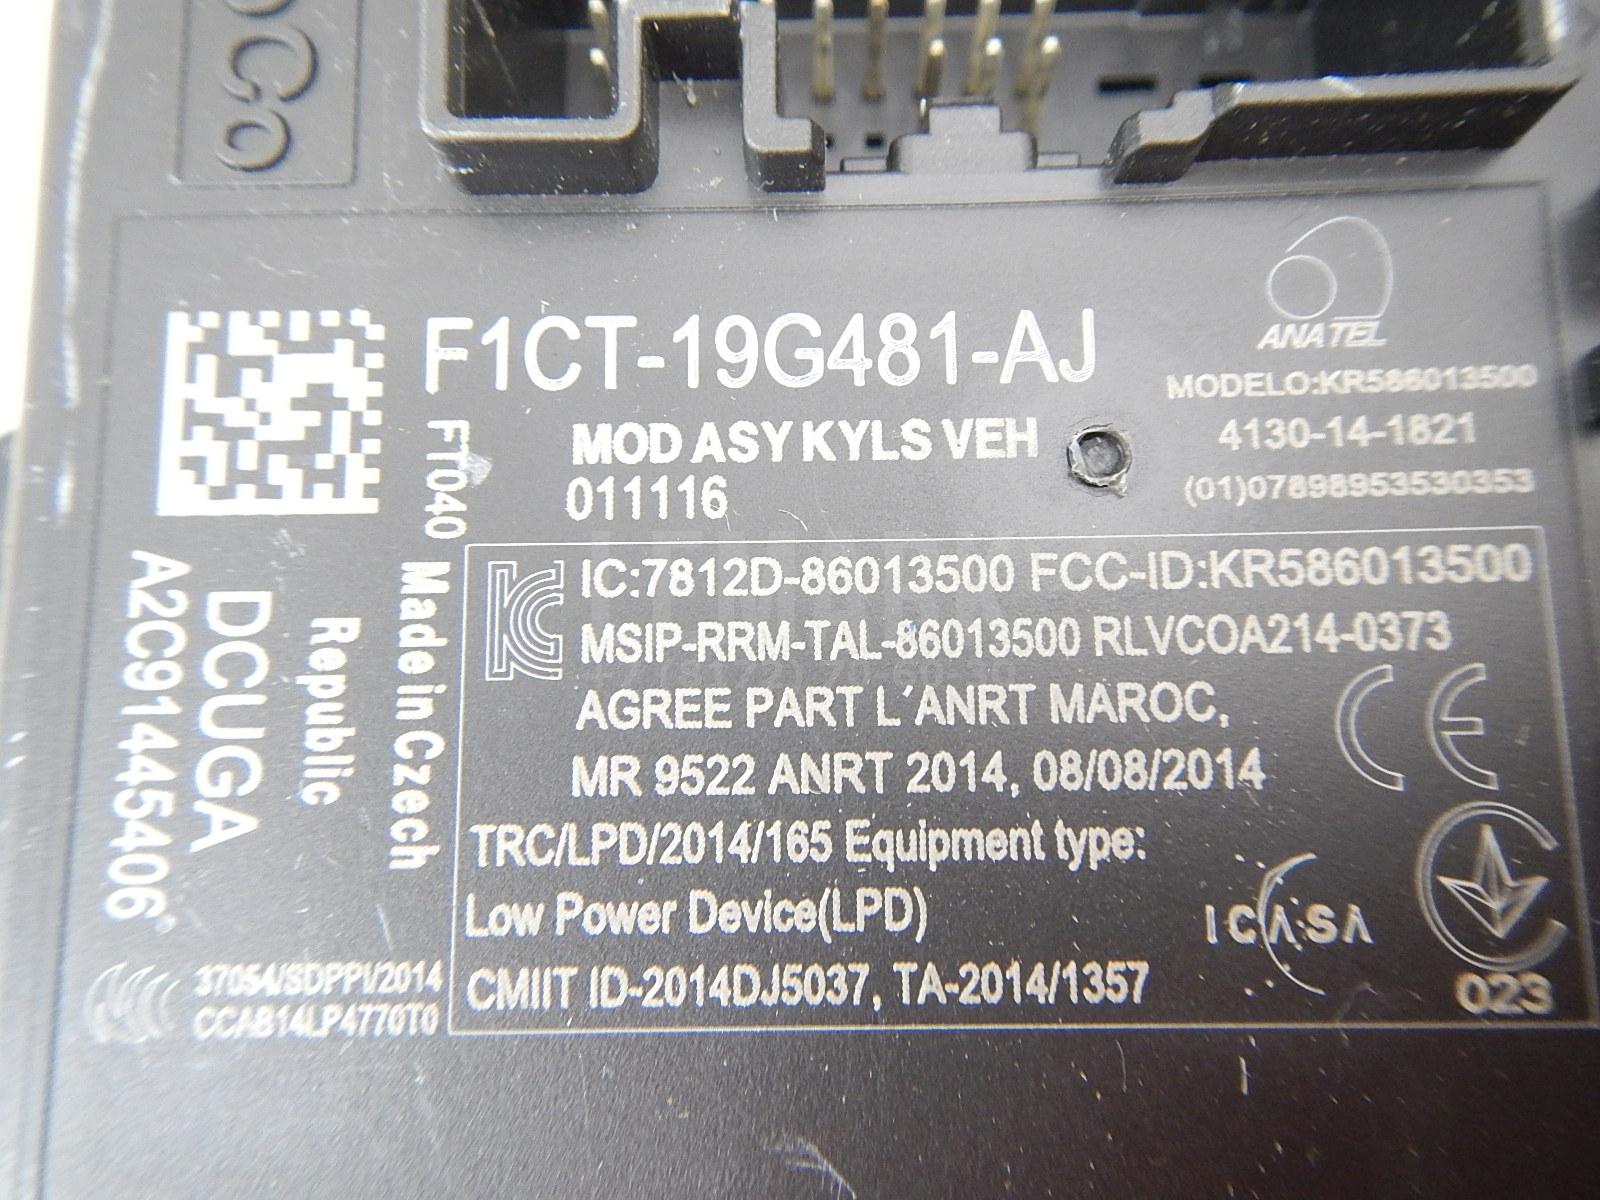 F1CT-19G481-AJ
FT040
MOD ASY KYLS VEH
011116
ANATEL
MODELO:KR586013500
4130-14-1821
(01)07898953530353
IC:7812D-86013500 FCC-ID:KR586013500
MSIP-RRM-TAL-86013500 RLVCOA214-0373
AGREE PART L'ANRT MAROC,
MR 9522 ANRT 2014, 08/08/2014
CE
TRC/LPD/2014/165 Equipment type:
Low Power Device(LPD)
CMIIT ID-2014DJ5037, TA-2014/1357
ICASA
023
Made in Czech
Republic
DCUGA
A2C91445406
37054/SDPPI/2014
CCAB14LP4770T0